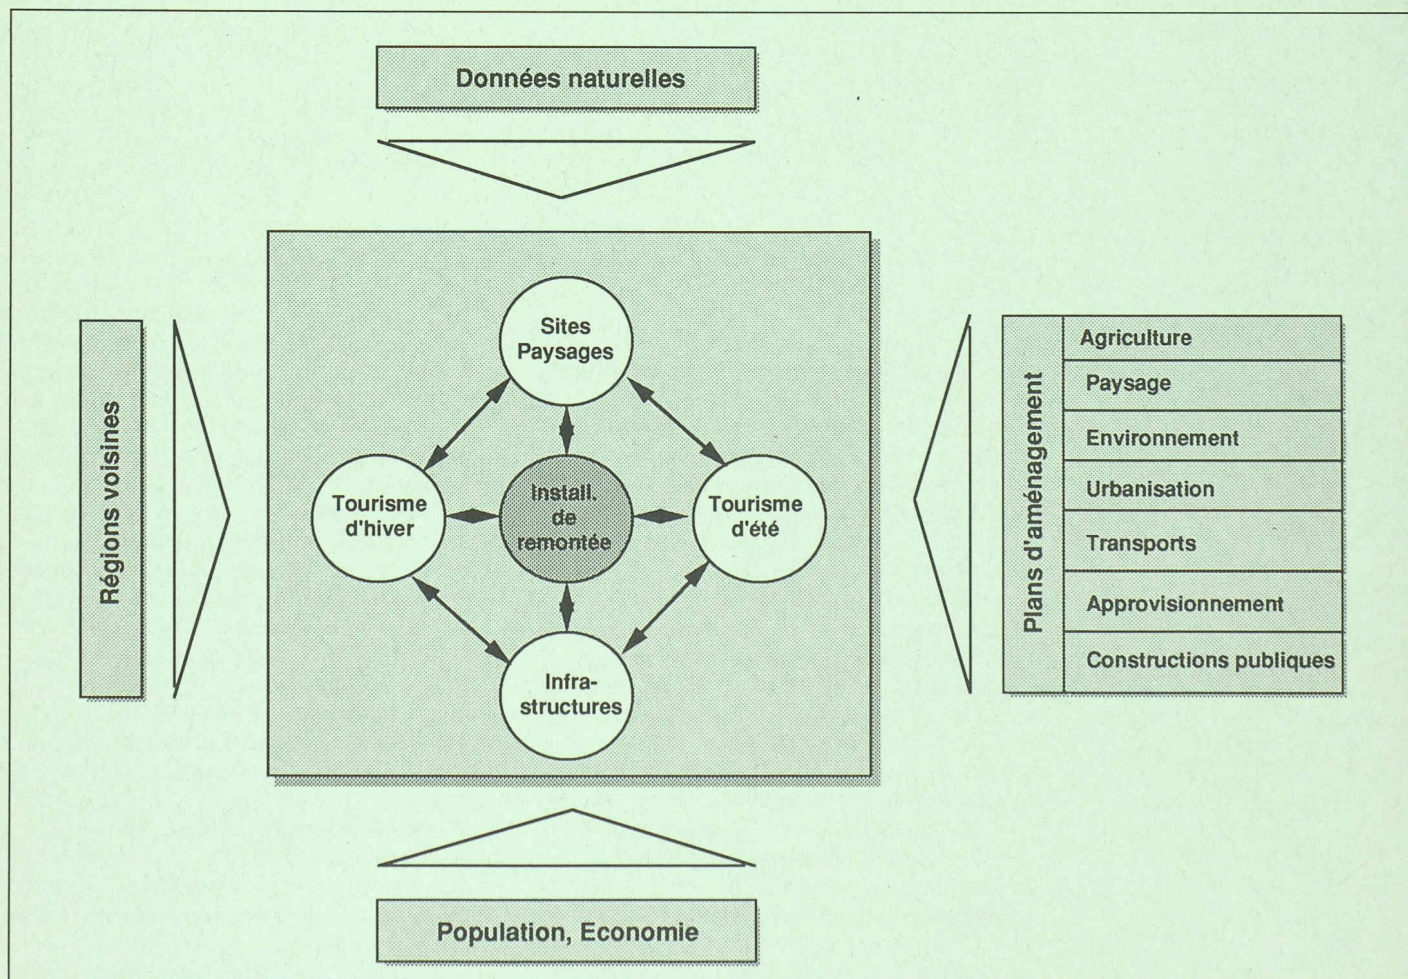 Données naturelles
Régions voisines
Sites
Paysages
Tourisme
d'hiver
Install.
de
remontée
Tourisme
d'été
Infra-
structures
Plans d'aménagement
Agriculture
Paysage
Environnement
Urbanisation
Transports
Approvisionnement
Constructions publiques
Population, Economie